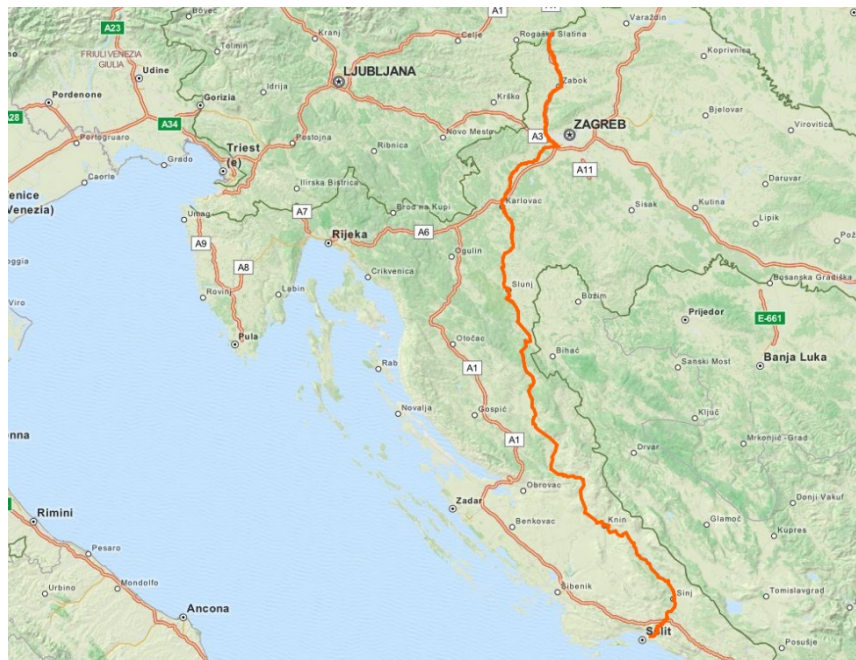 Bovec
A1
Varaždin
A23
Kranj
Celje
Rogaška Slatina
Tolmin
FRIULI VENEZIA
GIULIA
Koprivnica
Udine
LJUBLJANA
Zabok
Idrija
Pordenone
Gorizia
Krško
Bjelovar
A28
A34
ZAGREB
Virovitica
Portogruaro
Postojna
Novo Mesto
A3
Triest
(e)
Ribnica
Grado
Caorle
A11
Daruvar
enice
Venezia)
Ilirska Bistrica
Karlovac
Kutina
Umag
A7
Brod na Kupi
Sisak
Lipik
A9
Rijeka
A6
Pož
Ogulin
oggia
A8
Crikvenica
Bosanska Gradiška
Rovinj
Labin
Slunj
Bužim
Viro
Prijedor
E-661
Pula
Otočac
Bihać
Banja Luka
Rab
A1
Sanski Most
Novalja
Gospić
Ključ
enna
A1
Mrkonjić-Grad
Drvar
Obrovac
Zadar
Donji Vakuf
Rimini
Benkovac
Knin
Glamoč
Kupres
Pesaro
Urbino
Mondolfo
Šibenik
Sinj
Tomislavgrad
Ancona
Split
Posušje